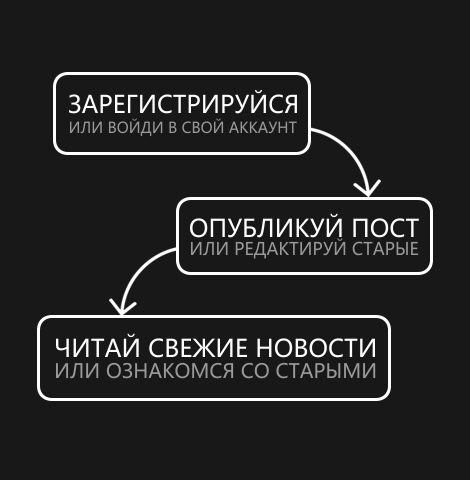 ЗАРЕГИСТРИРУЙСЯ
ИЛИ ВОЙДИ В СВОЙ АККАУНТ
ОПУБЛИКУЙ ПОСТ
ИЛИ РЕДАКТИРУЙ СТАРЫЕ
ЧИТАЙ СВЕЖИЕ НОВОСТИ
ИЛИ ОЗНАКОМСЯ СО СТАРЫМИ